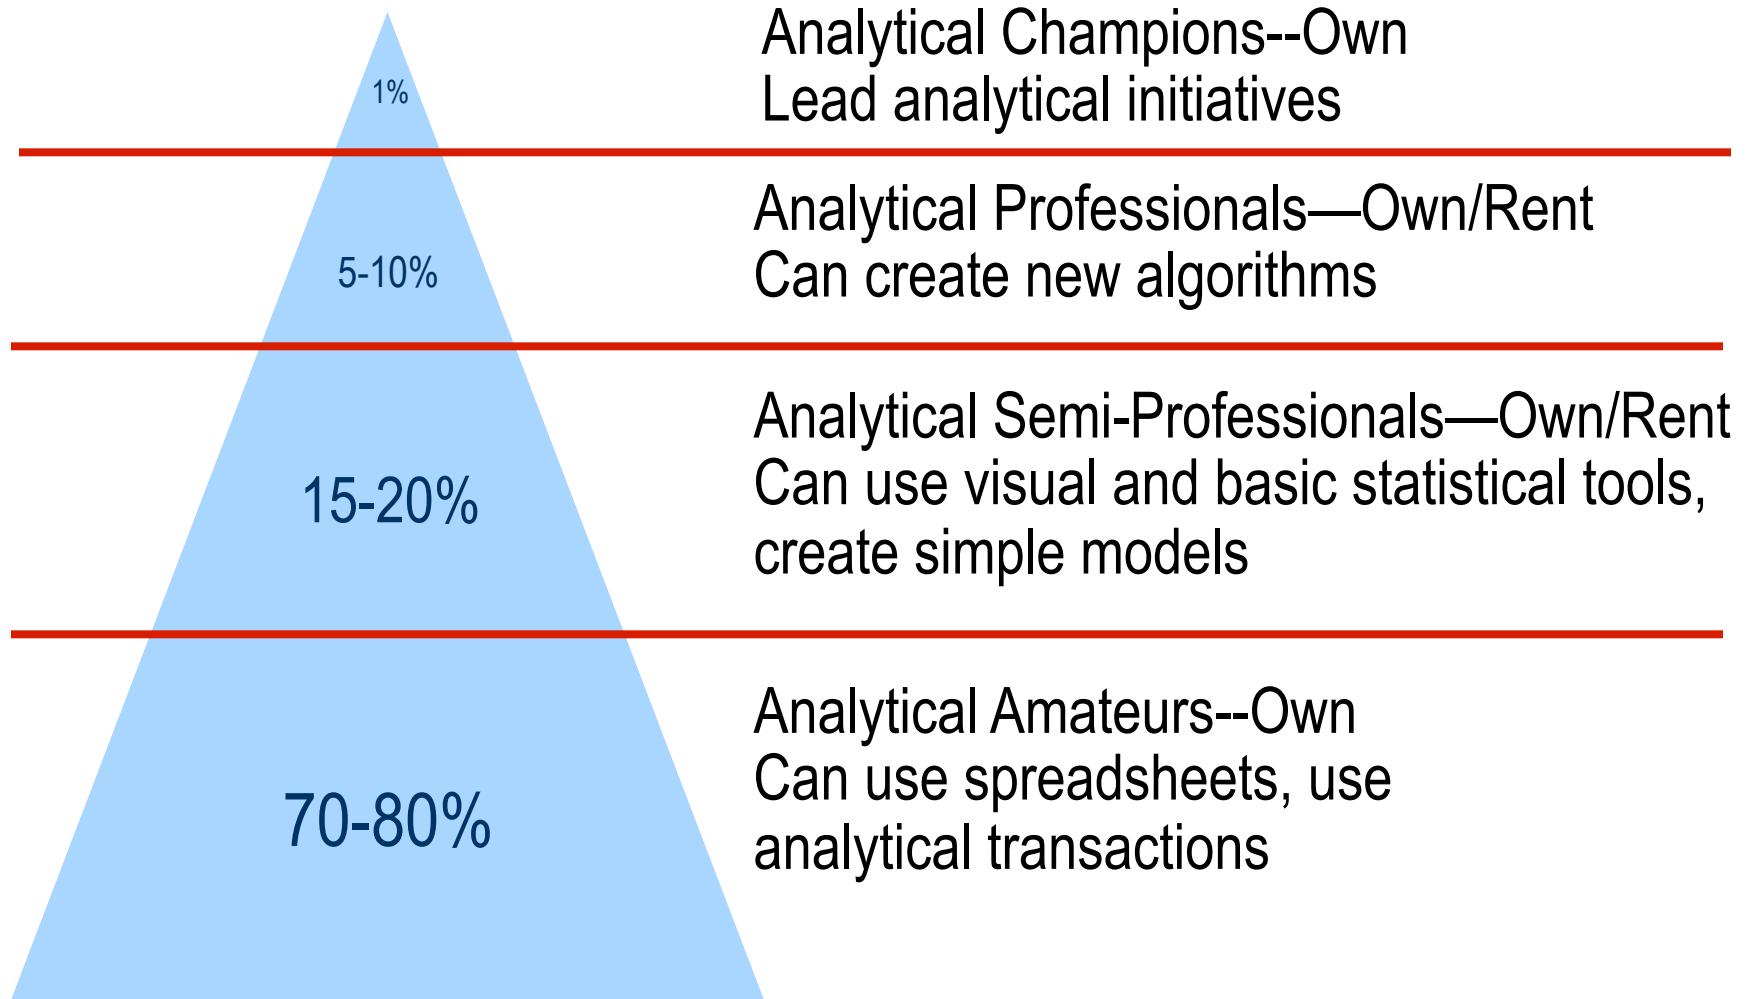 1%
Analytical Champions--Own
Lead analytical initiatives
5-10%
Analytical Professionals—Own/Rent
Can create new algorithms
15-20%
Analytical Semi-Professionals—Own/Rent
Can use visual and basic statistical tools,
create simple models
70-80%
Analytical Amateurs--Own
Can use spreadsheets, use
analytical transactions